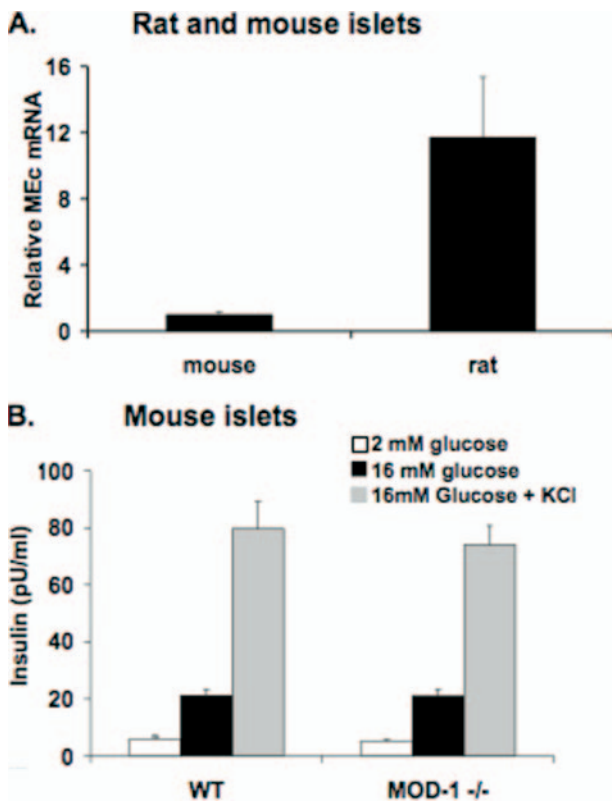 A. Rat and mouse islets
Relative MEc mRNA
16
12
8
4
0
mouse rat
B. Mouse islets
2 mM glucose
16 mM glucose
16mM Glucose + KCl
Insulin (pU/ml)
100
80
60
40
20
0
WT MOD-1 -/-